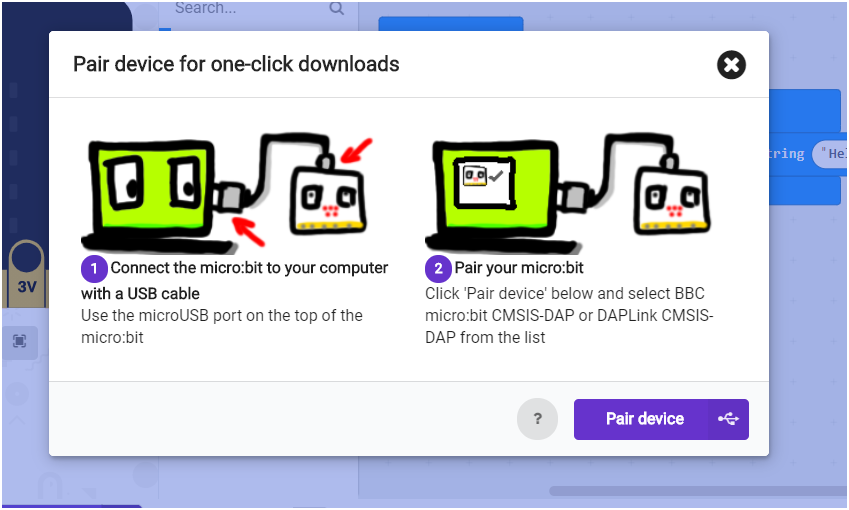 Search...
Pair device for one-click downloads
1 Connect the micro:bit to your computer
with a USB cable
Use the microUSB port on the top of the
micro:bit
2 Pair your micro:bit
Click 'Pair device' below and select BBC
micro:bit CMSIS-DAP or DAPLink CMSIS-
DAP from the list
? Pair device
3V